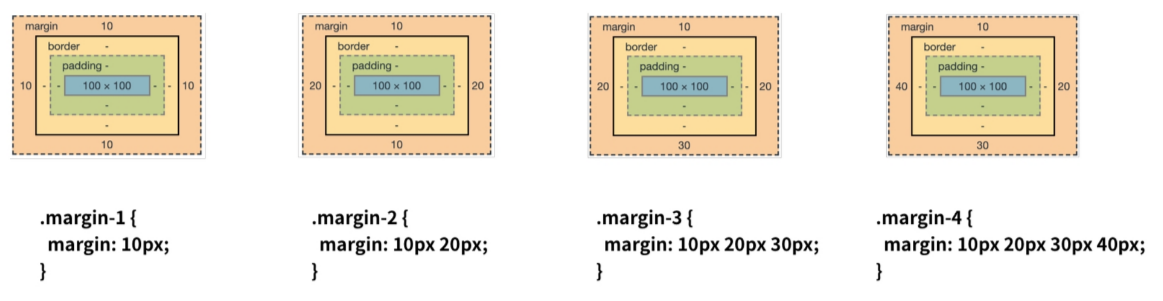 margin 10
border -
padding -
10 - - 100 × 100 - - 10
-
-
10
margin 10
border -
padding -
20 - - 100 × 100 - - 20
-
-
10
margin 10
border -
padding -
20 - - 100 × 100 - - 20
-
-
30
margin 10
border -
padding -
40 - - 100 × 100 - - 20
-
-
30
.margin-1 {
margin: 10px;
}
.margin-2 {
margin: 10px 20px;
}
.margin-3 {
margin: 10px 20px 30px;
}
.margin-4 {
margin: 10px 20px 30px 40px;
}